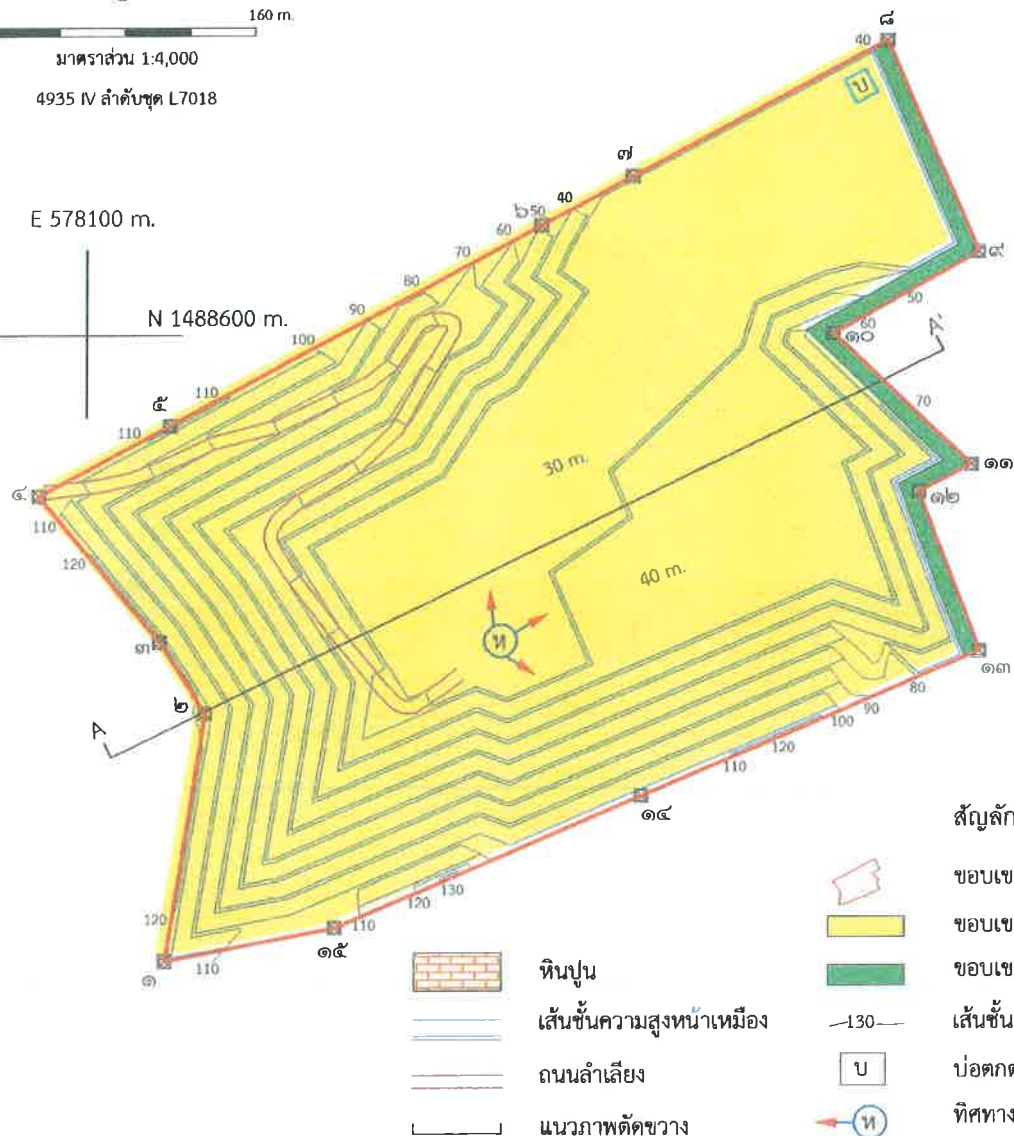 160 m.
มาตราส่วน 1:4,000
4935 IV ลำดับชุด L7018
E 578100 m.
N 1488600 m.
๘
40
บ
๗
๖
50
40
60
70
80
90
100
110
๕
110
๔
110
120
๓
๒
A
๙
50
60
๑๐
A'
70
๑๑
๑๒
30 m.
40 m.
ห
๑๓
80
90
100
120
110
๑๔
130
120
110
๑๕
120
๑
110
สัญลัก
ขอบเข
ขอบเข
หินปูน
ขอบเข
เส้นชั้นความสูงหน้าเหมือง
130
เส้นชั้น
ถนนลำเลียง
บ
บ่อตกต
แนวภาพตัดขวาง
ห
ทิศทาง